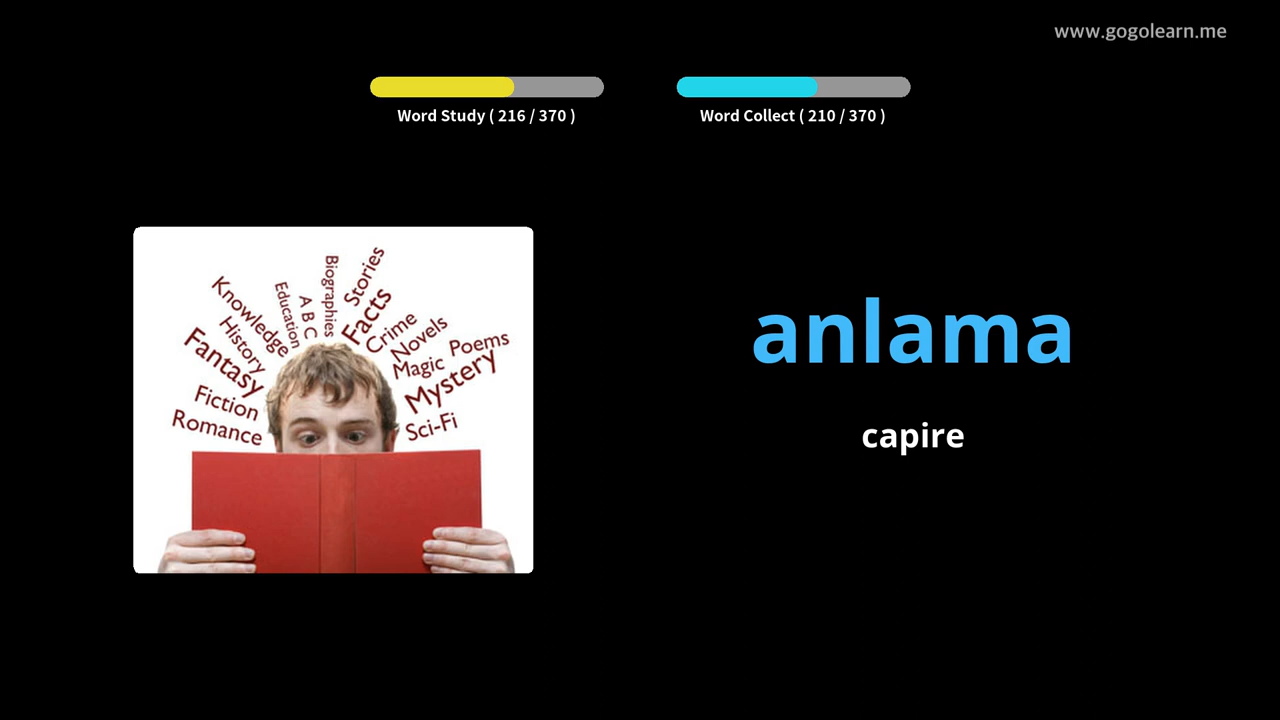 www.gogolearn.me
Word Study ( 216 / 370 )
Word Collect ( 210 / 370 )
Biographies
Stories
Education
A B C
Facts
Knowledge
Crime
History
Novels
Poems
Fantasy
Magic
Mystery
Fiction
Sci-Fi
Romance
anlama
capire